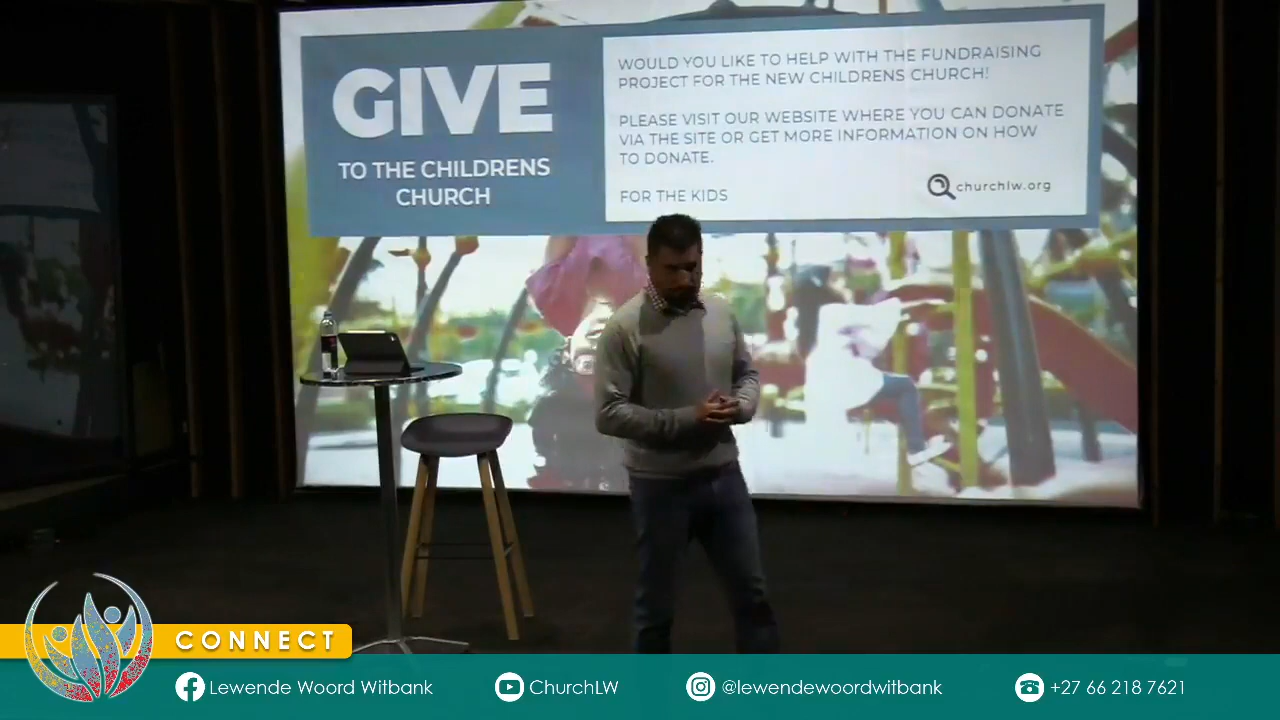 GIVE
TO THE CHILDRENS
CHURCH
WOULD YOU LIKE TO HELP WITH THE FUNDRAISING
PROJECT FOR THE NEW CHILDRENS CHURCH!
PLEASE VISIT OUR WEBSITE WHERE YOU CAN DONATE
VIA THE SITE OR GET MORE INFORMATION ON HOW
TO DONATE.
FOR THE KIDS
churchlw.org
CONNECT
Lewende Woord Witbank
ChurchLW
@lewendewoordwitbank
+27 66 218 7621